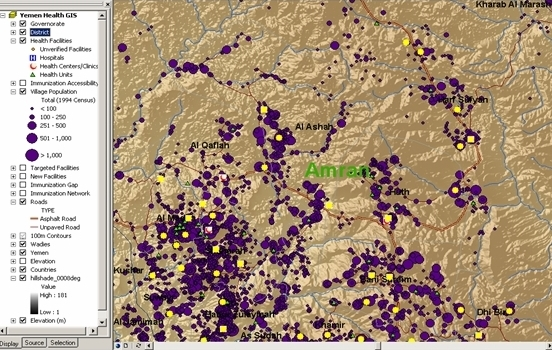 Yemen Health GIS
Governorate
District
Health Facilities
Unverified Facilities
Hospitals
Health Centers/Clinics
Health Units
Immunization Accessibility
Village Population
Total (1994 Census)
< 100
100 - 250
251 - 500
501 - 1,000
> 1,000
Targeted Facilities
New Facilities
Immunization Gap
Immunization Network
Roads
TYPE
Asphalt Road
Unpaved Road
100m Contours
Wadies
Yemen
Elevation
Countries
hillshade_0008deg
Value
High : 181
Low : 1
Elevation (m)
Display Source Selection
Kharab Al Marash
Al Ashah
Al Qaflah
Amran
As Sudah